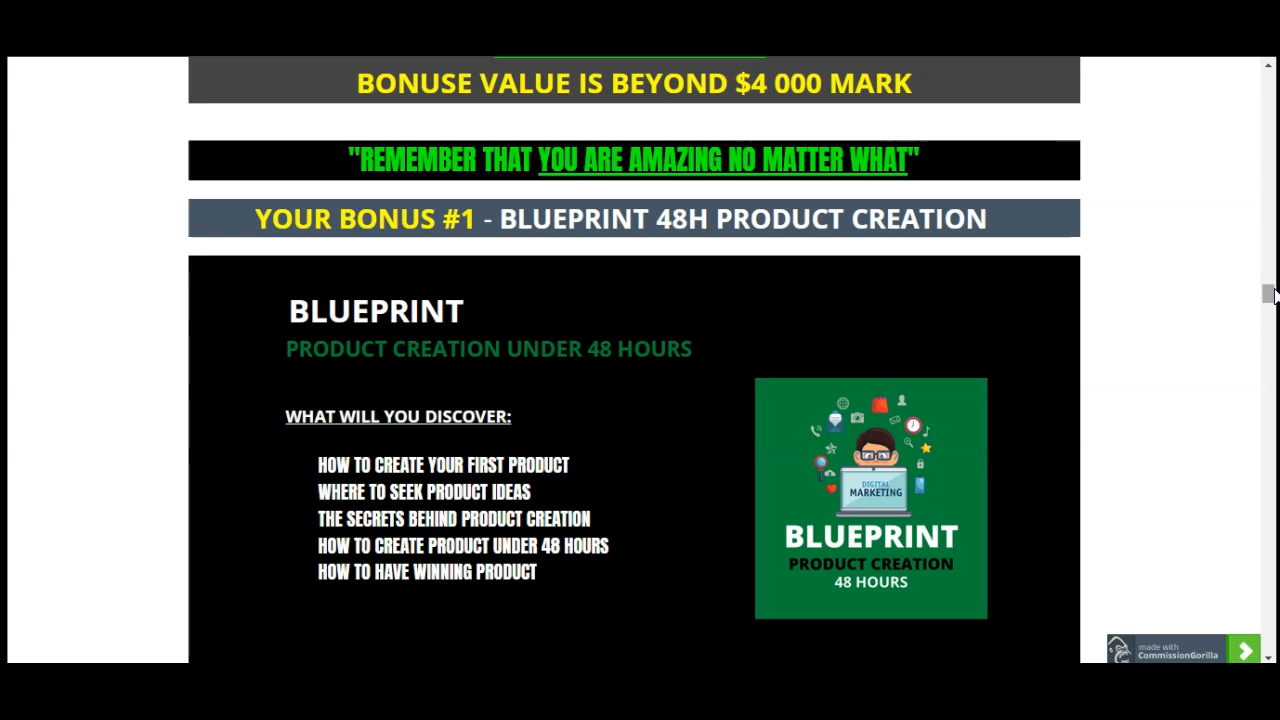 BONUSE VALUE IS BEYOND $4 000 MARK
"REMEMBER THAT YOU ARE AMAZING NO MATTER WHAT"
YOUR BONUS #1 - BLUEPRINT 48H PRODUCT CREATION
BLUEPRINT
PRODUCT CREATION UNDER 48 HOURS
WHAT WILL YOU DISCOVER:
HOW TO CREATE YOUR FIRST PRODUCT
WHERE TO SEEK PRODUCT IDEAS
THE SECRETS BEHIND PRODUCT CREATION
HOW TO CREATE PRODUCT UNDER 48 HOURS
HOW TO HAVE WINNING PRODUCT
DIGITAL
MARKETING
BLUEPRINT
PRODUCT CREATION
48 HOURS
made with
CommissionGorilla